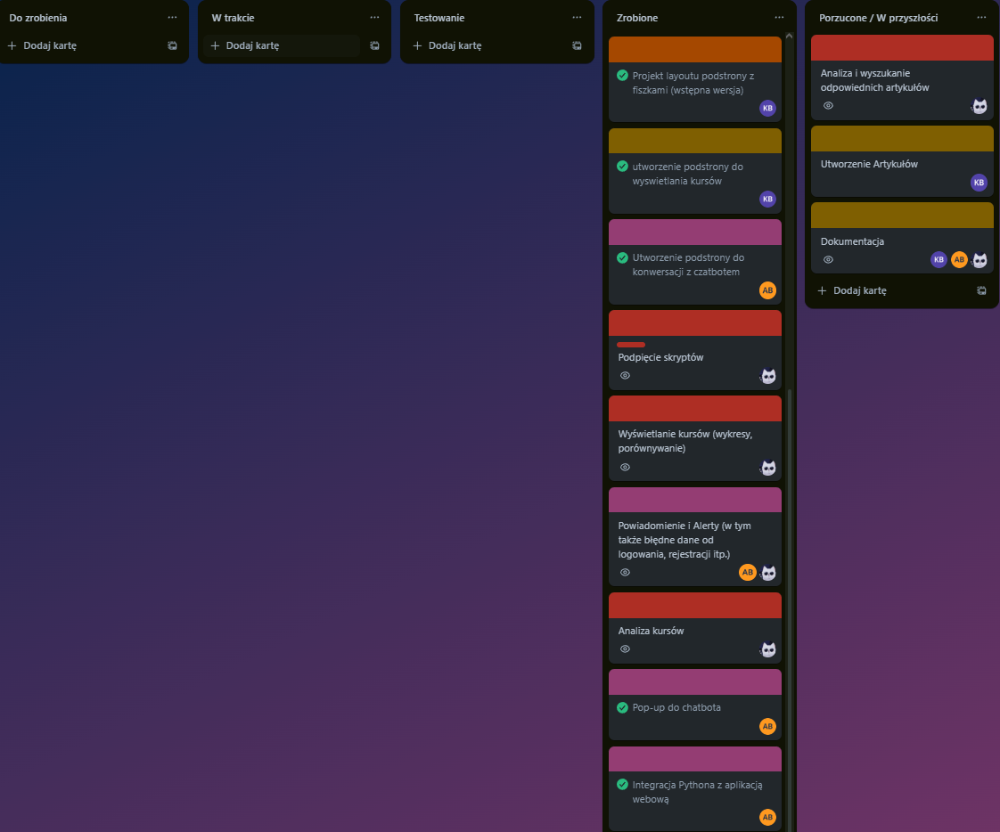 Do zrobienia
Dodaj kartę
W trakcie
Dodaj kartę
Testowanie
Dodaj kartę
Zrobione
Projekt layoutu podstrony z
fiszkami (wstępna wersja)
KB
utworzenie podstrony do
wyswietlania kursów
KB
Utworzenie podstrony do
konwersacji z czatbotem
AB
Podpięcie skryptów
Wyświetlanie kursów (wykresy,
porównywanie)
Powiadomienie i Alerty (w tym
także błędne dane od
logowania, rejestracji itp.)
AB
Analiza kursów
Pop-up do chatbota
AB
Integracja Pythona z aplikacją
webową
AB
Porzucone / W przyszłości
Analiza i wyszukanie
odpowiednich artykułów
Utworzenie Artykułów
KB
Dokumentacja
KB AB
Dodaj kartę